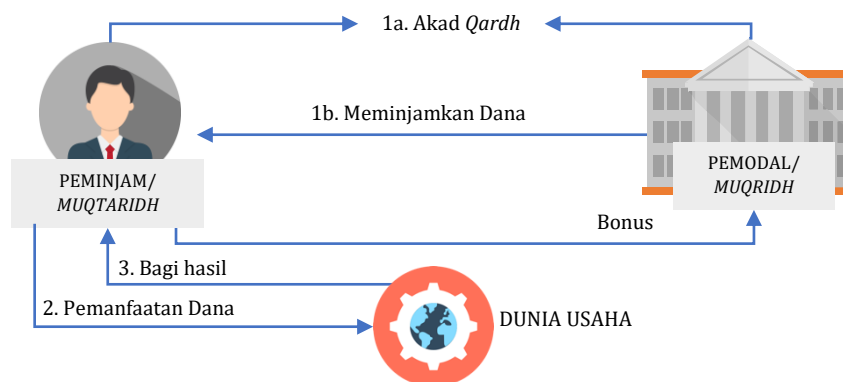 1a. Akad Qardh
1b. Meminjamkan Dana
PEMINJAM/
MUQTARIDH
PEMODAL/
MUQRIDH
Bonus
3. Bagi hasil
2. Pemanfaatan Dana
DUNIA USAHA